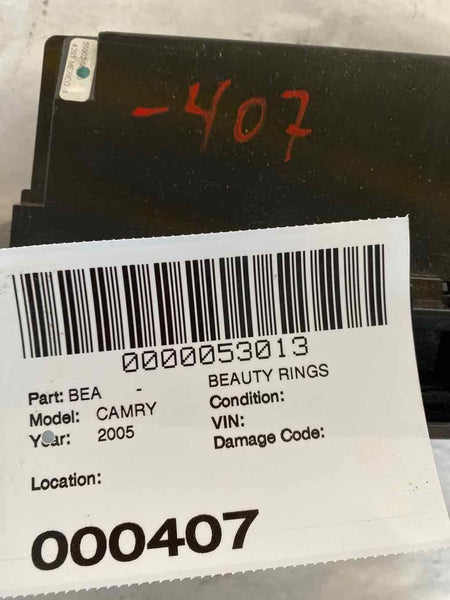 -407
0000053013
Part: BEA - BEAUTY RINGS
Model: CAMRY Condition:
Year: 2005 VIN:
Damage Code:
Location:
000407